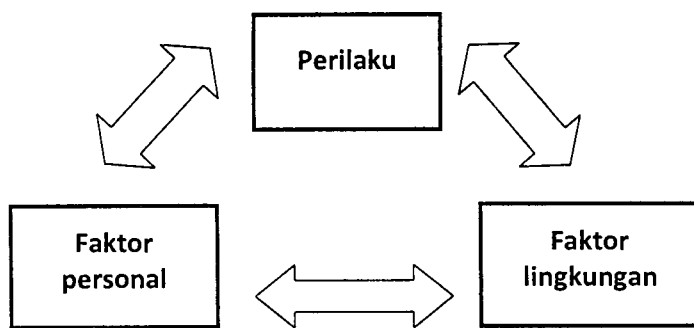 Perilaku
Faktor
personal
Faktor
lingkungan